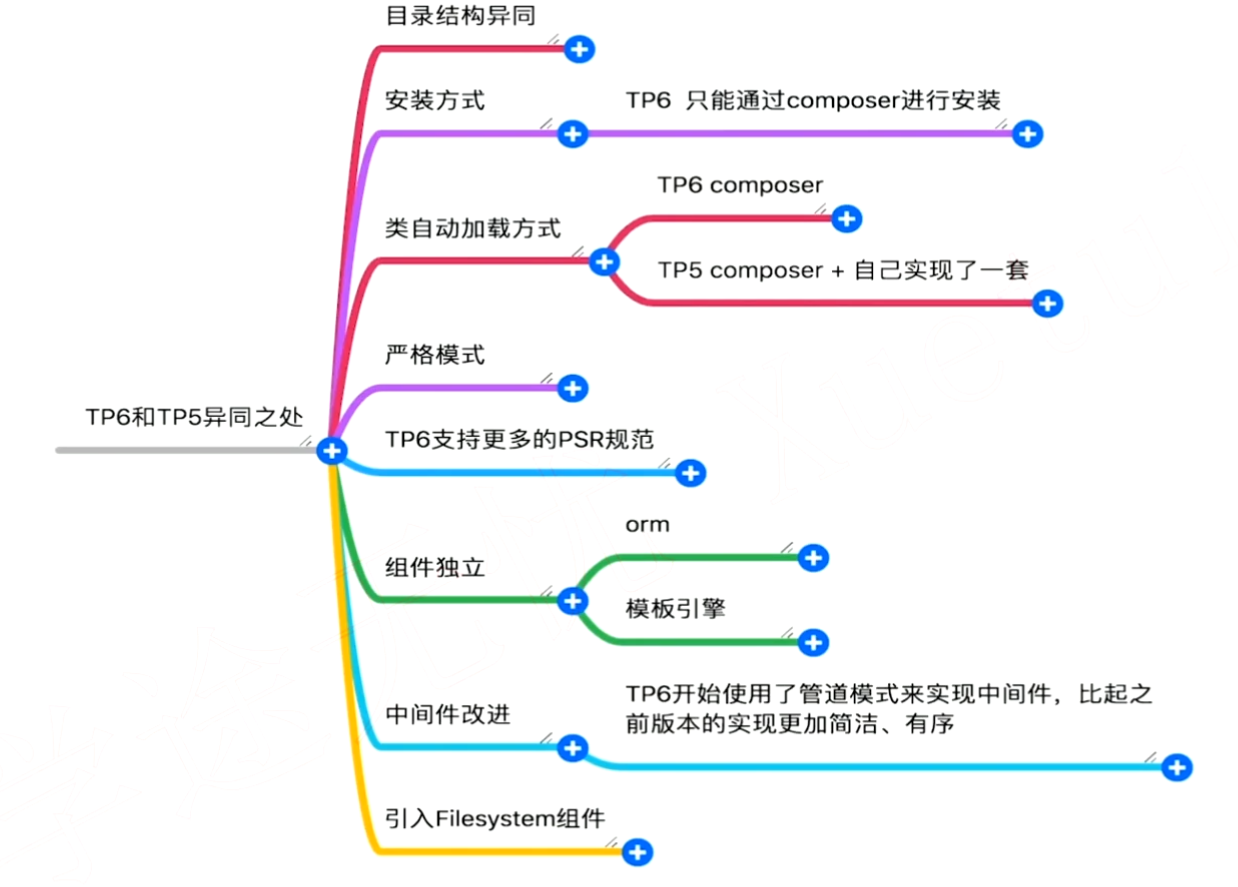 目录结构异同
安装方式
TP6 只能通过composer进行安装
TP6 composer
类自动加载方式
TP5 composer + 自己实现了一套
严格模式
TP6和TP5异同之处
TP6支持更多的PSR规范
orm
组件独立
模板引擎
TP6开始使用了管道模式来实现中间件，比起之
前版本的实现更加简洁、有序
中间件改进
引入Filesystem组件